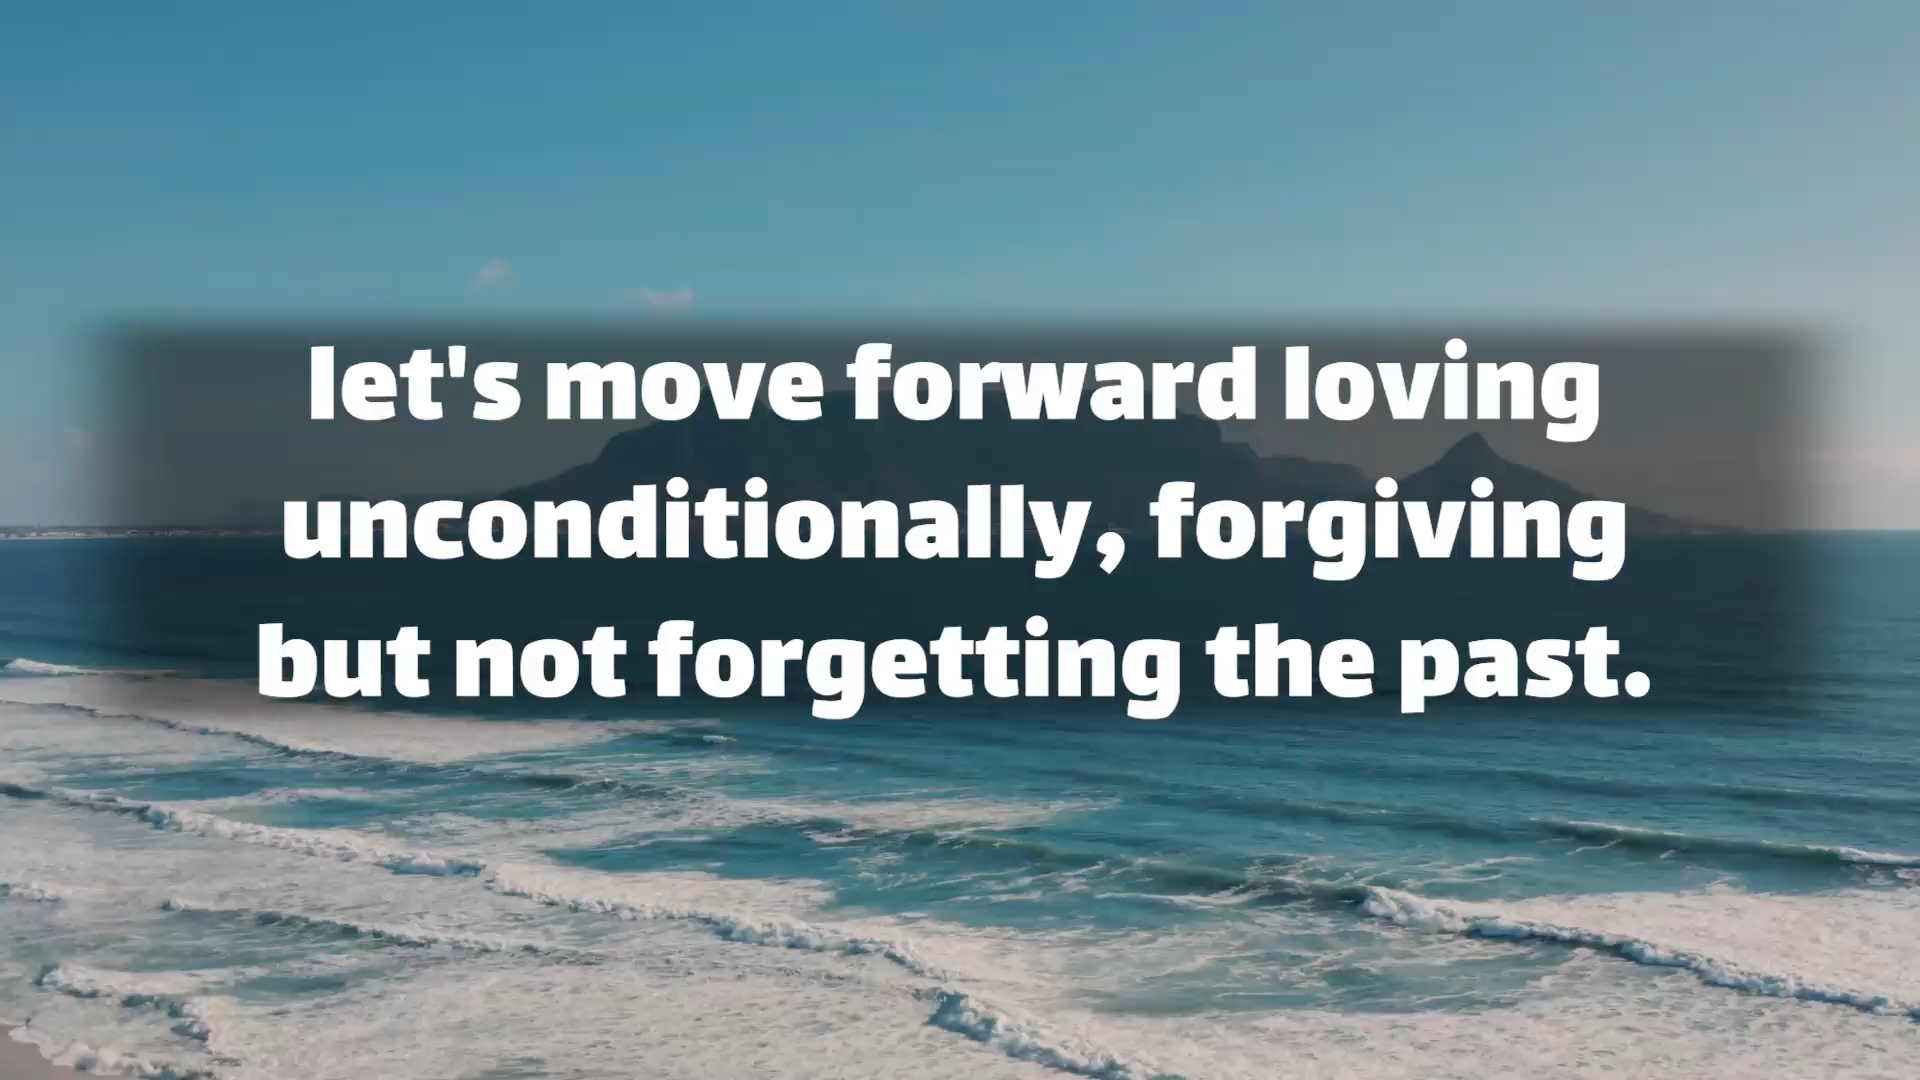 let's move forward loving
unconditionally, forgiving
but not forgetting the past.